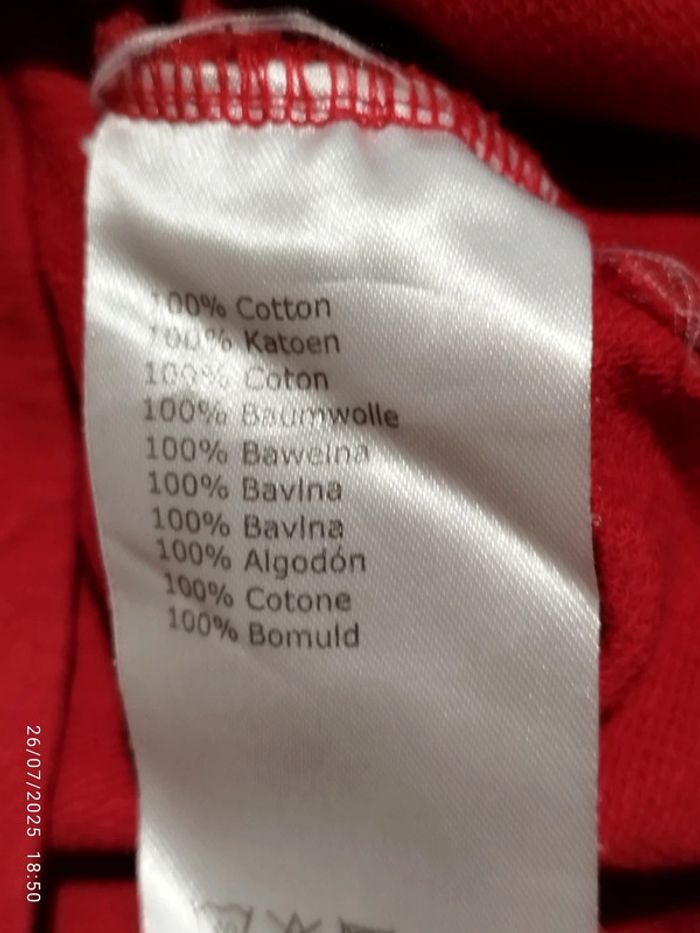 100% Cotton
100% Katoen
100% Coton
100% Baumwolle
100% Bawelna
100% Bavlna
100% Bavlna
100% Algodón
100% Cotone
100% Bomuld
26/07/2025 18:50